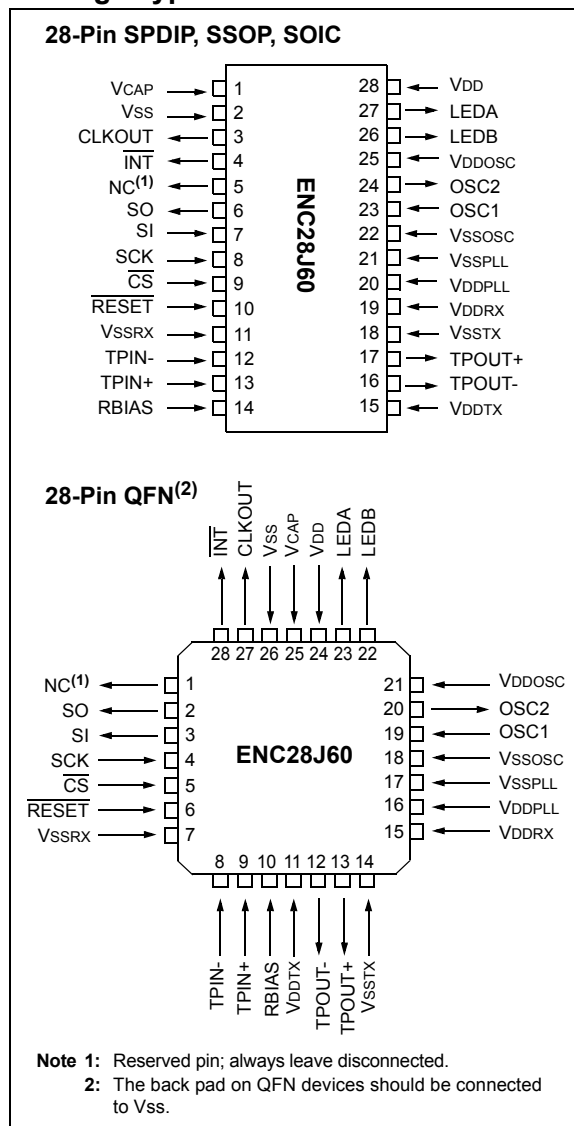 28-Pin SPDIP, SSOP, SOIC
VCAP 1 28 VDD
VSS 2 27 LEDA
CLKOUT 3 26 LEDB
INT 4 25 VDDOSC
NC(1) 5 24 OSC2
SO 6 23 OSC1
SI 7 22 VSSOSC
SCK 8 21 VSSPLL
CS 9 20 VDDPLL
RESET 10 19 VDDRX
VSSRX 11 18 VSSTX
TPIN- 12 17 TPOUT+
TPIN+ 13 16 TPOUT-
RBIAS 14 15 VDDTX
ENC28J60
28-Pin QFN(2)
INT CLKOUT VSS VCAP VDD LEDA LEDB
28 27 26 25 24 23 22
NC(1) 1 21 VDDOSC
SO 2 20 OSC2
SI 3 19 OSC1
SCK 4 18 VSSOSC
CS 5 17 VSSPLL
RESET 6 16 VDDPLL
VSSRX 7 15 VDDRX
ENC28J60
8 9 10 11 12 13 14
TPIN- TPIN+ RBIAS VDDTX TPOUT- TPOUT+ VSSTX
Note 1: Reserved pin; always leave disconnected.
2: The back pad on QFN devices should be connected
to Vss.